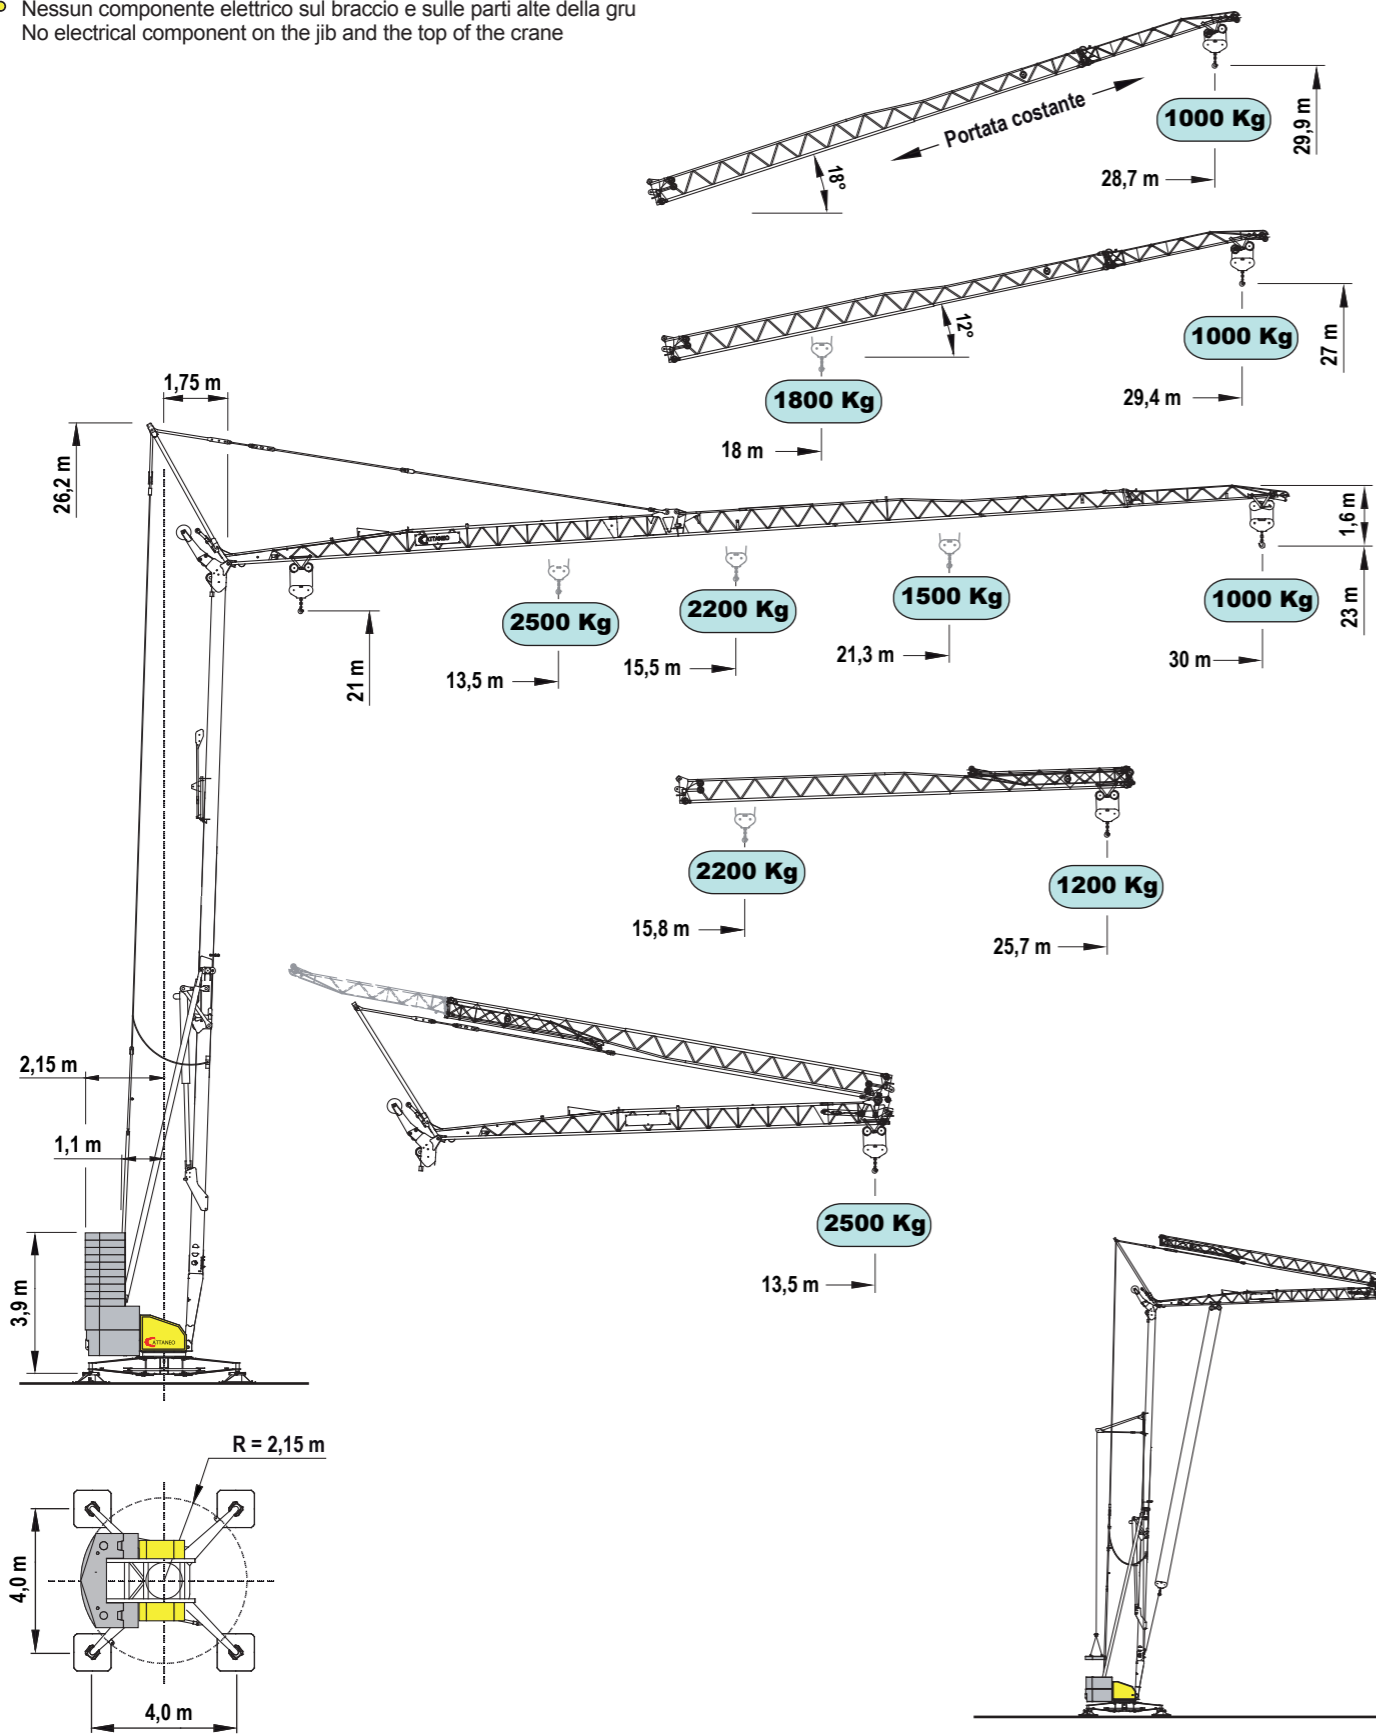 Nessun componente elettrico sul braccio e sulle parti alte della gru
No electrical component on the jib and the top of the crane
Portata costante
18°
1000 Kg
29,9 m
28,7 m
12°
1000 Kg
27 m
1800 Kg
29,4 m
18 m
1,75 m
26,2 m
CATTANEO
1,6 m
2500 Kg
2200 Kg
1500 Kg
1000 Kg
23 m
21 m
13,5 m
15,5 m
21,3 m
30 m
2200 Kg
1200 Kg
15,8 m
25,7 m
2,15 m
1,1 m
2500 Kg
13,5 m
3,9 m
CATTANEO
R = 2,15 m
4,0 m
4,0 m